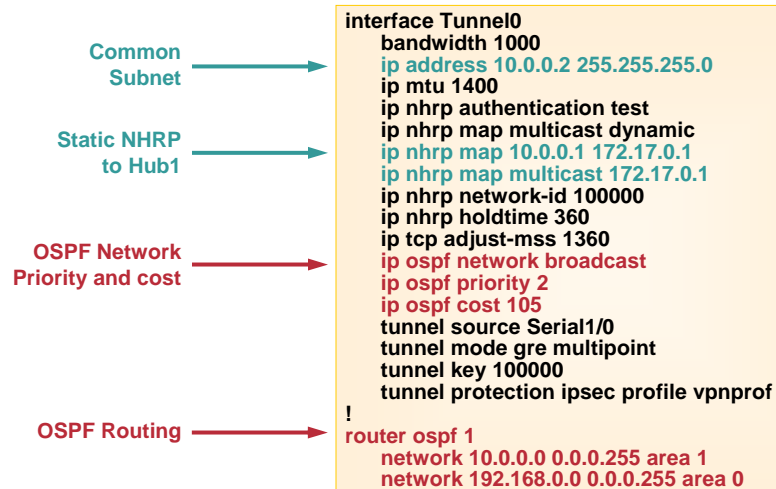 Common
Subnet
Static NHRP
to Hub1
OSPF Network
Priority and cost
OSPF Routing
interface Tunnel0
bandwidth 1000
ip address 10.0.0.2 255.255.255.0
ip mtu 1400
ip nhrp authentication test
ip nhrp map multicast dynamic
ip nhrp map 10.0.0.1 172.17.0.1
ip nhrp map multicast 172.17.0.1
ip nhrp network-id 100000
ip nhrp holdtime 360
ip tcp adjust-mss 1360
ip ospf network broadcast
ip ospf priority 2
ip ospf cost 105
tunnel source Serial1/0
tunnel mode gre multipoint
tunnel key 100000
tunnel protection ipsec profile vpnprof
!
router ospf 1
network 10.0.0.0 0.0.0.255 area 1
network 192.168.0.0 0.0.0.255 area 0